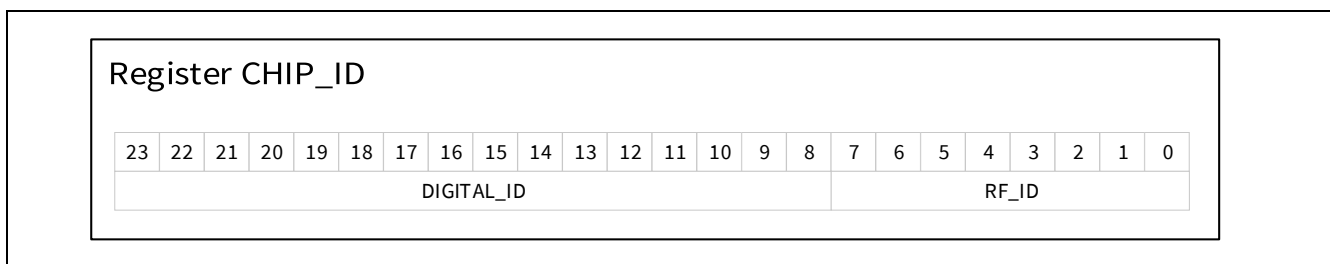 Register CHIP_ID
23 22 21 20 19 18 17 16 15 14 13 12 11 10 9 8 7 6 5 4 3 2 1 0
DIGITAL_ID RF_ID